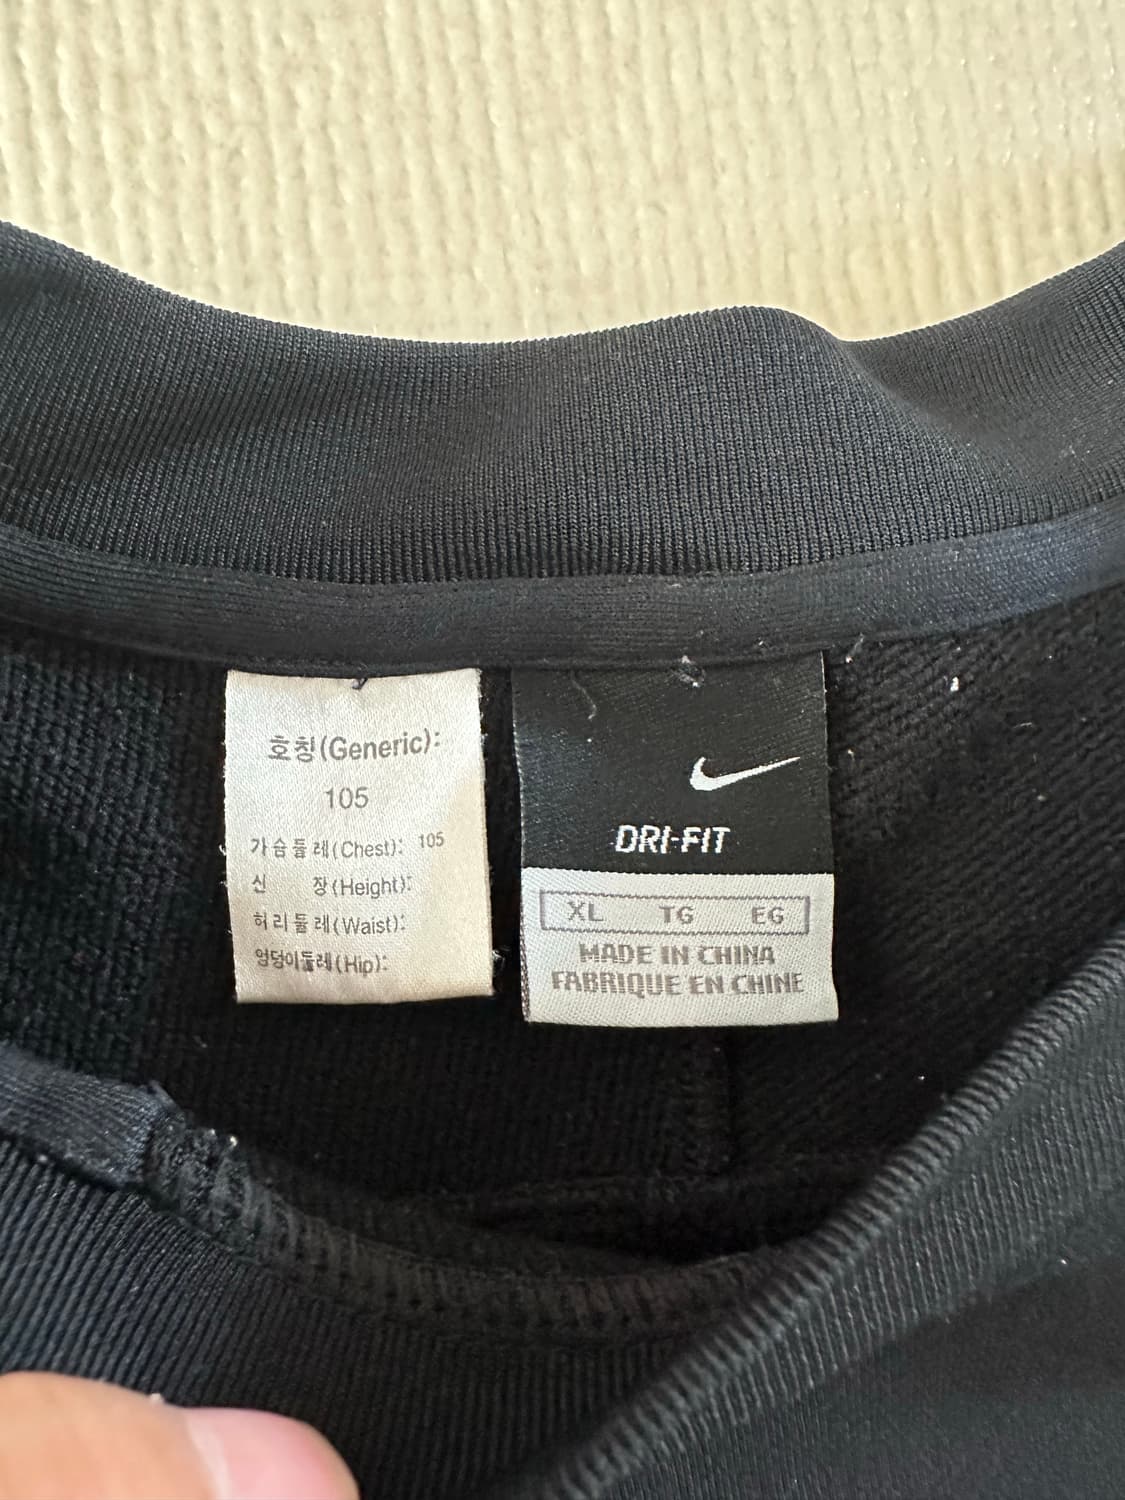 호칭(Generic):
105
가슴둘레(Chest): 105
신 장(Height):
허리둘레(Waist):
엉덩이둘레(Hip):
DRI-FIT
XL TG EG
MADE IN CHINA
FABRIQUE EN CHINE